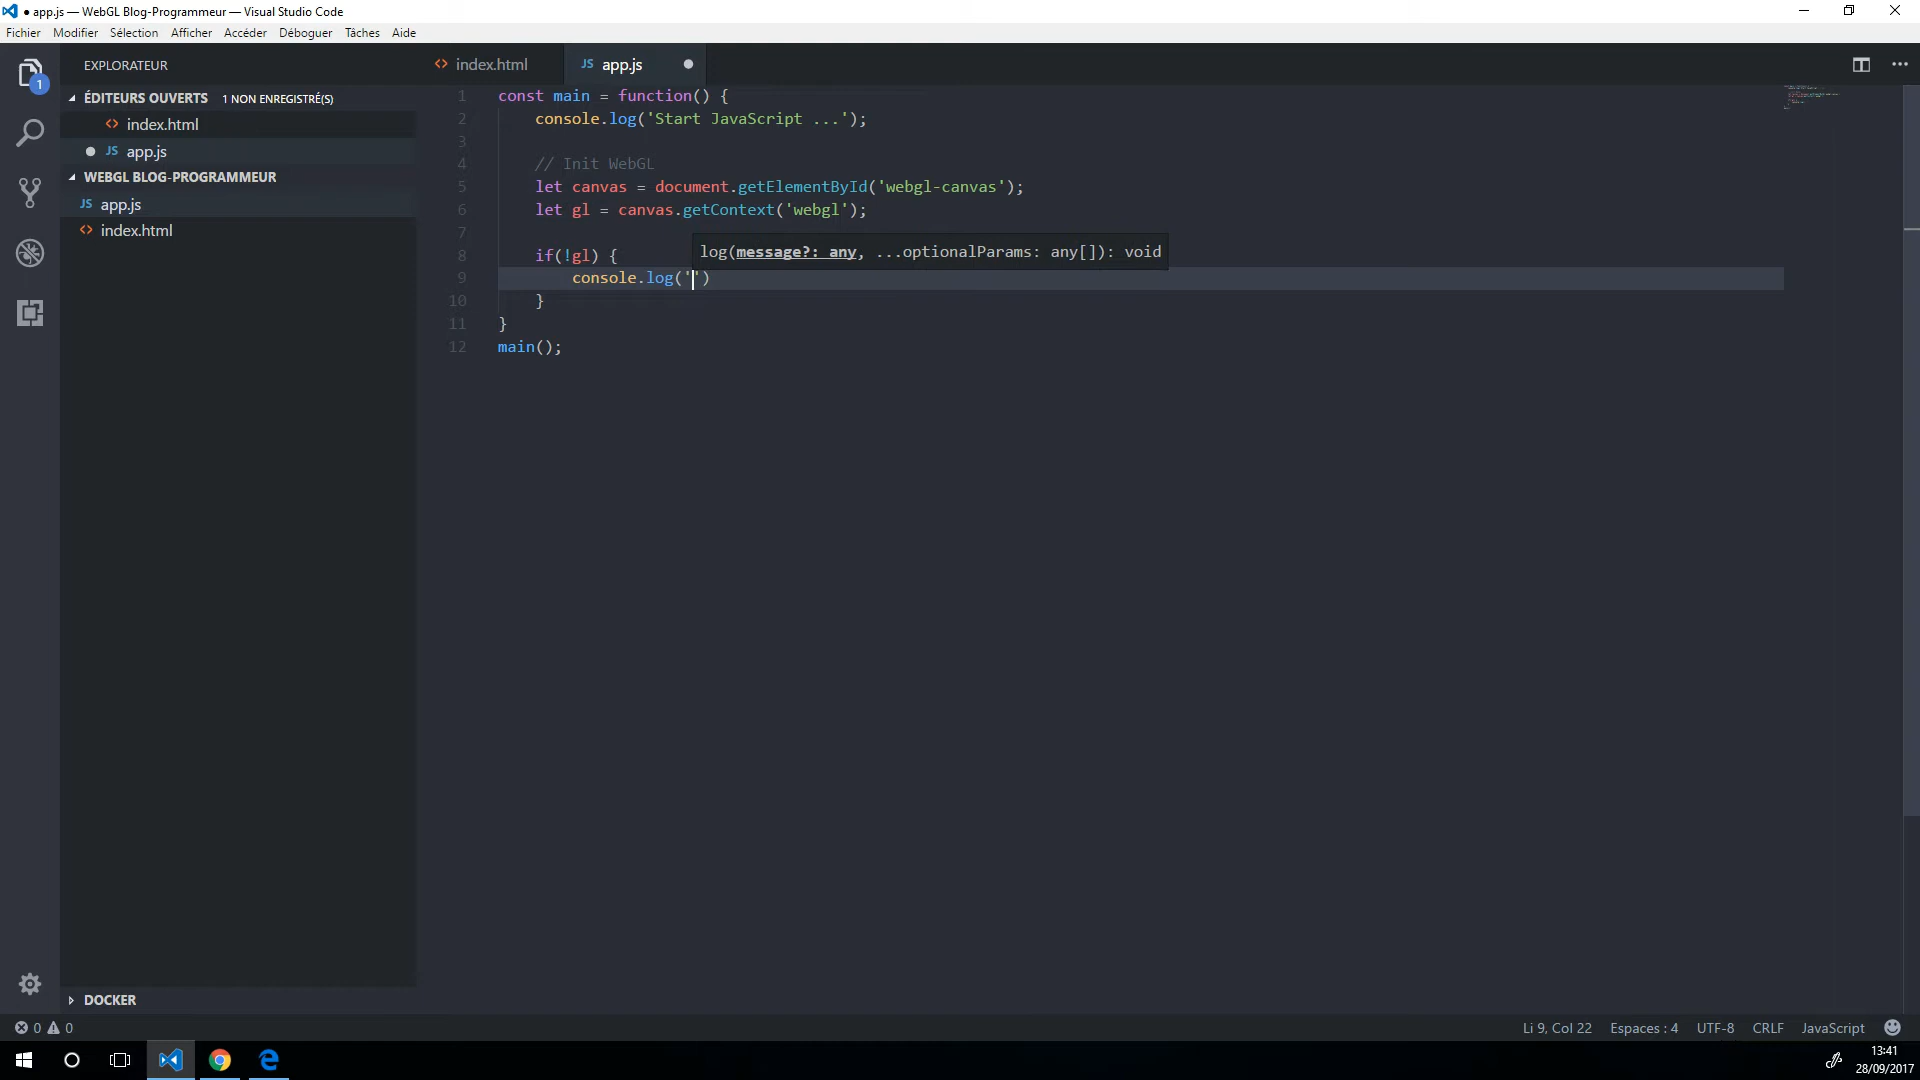 ● app.js — WebGL Blog-Programmeur — Visual Studio Code
Fichier Modifier Sélection Afficher Accéder Déboguer Tâches Aide
1
EXPLORATEUR
ÉDITEURS OUVERTS 1 NON ENREGISTRÉ(S)
<> index.html
● JS app.js
WEBGL BLOG-PROGRAMMEUR
JS app.js
<> index.html
DOCKER
<> index.html JS app.js ●
1 const main = function() {
2 console.log('Start JavaScript ...');
3
4 // Init WebGL
5 let canvas = document.getElementById('webgl-canvas');
6 let gl = canvas.getContext('webgl');
7
8 if(!gl) {
log(message?: any, ...optionalParams: any[]): void
9 console.log('')
10 }
11 }
12 main();
0 0 Li 9, Col 22 Espaces : 4 UTF-8 CRLF JavaScript
13:41
28/09/2017